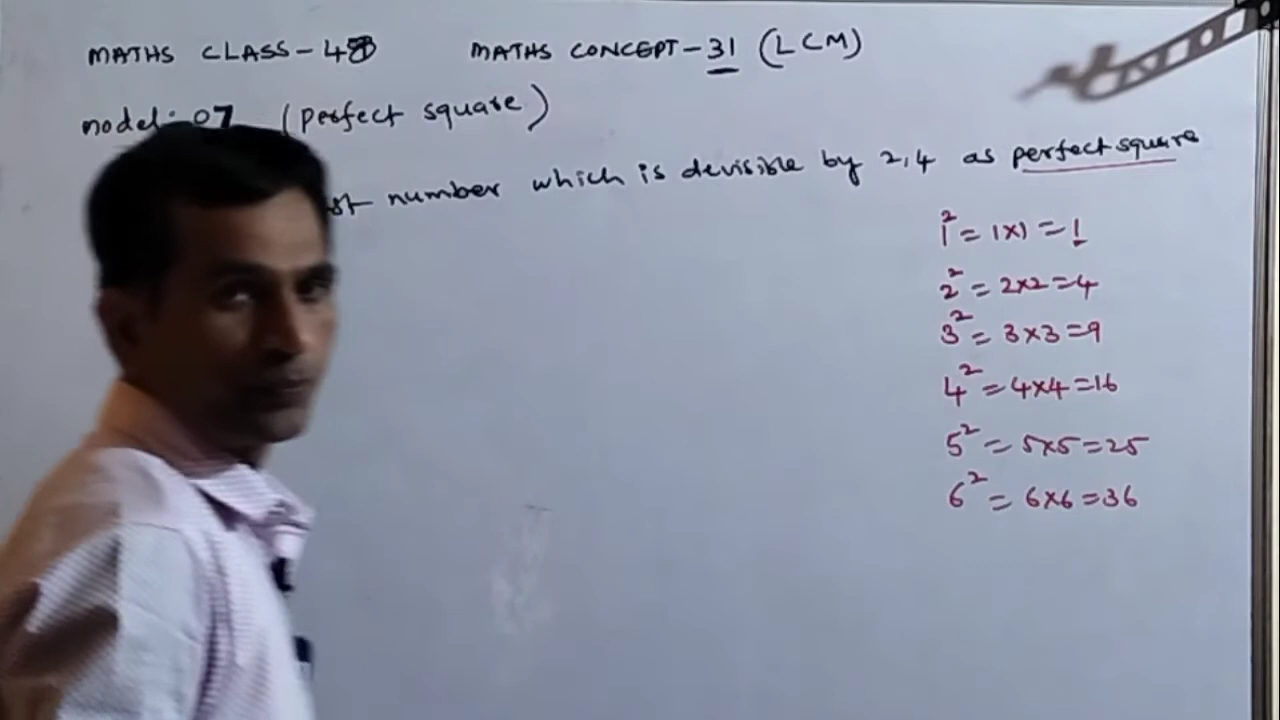 MATHS CLASS-48 MATHS CONCEPT-31 (LCM)
model: 07 (perfect square)
number which is devisible by 2,4 as perfect square
1² = 1x1 = 1
2² = 2x2 = 4
3² = 3x3 = 9
4² = 4x4 = 16
5² = 5x5 = 25
6² = 6x6 = 36